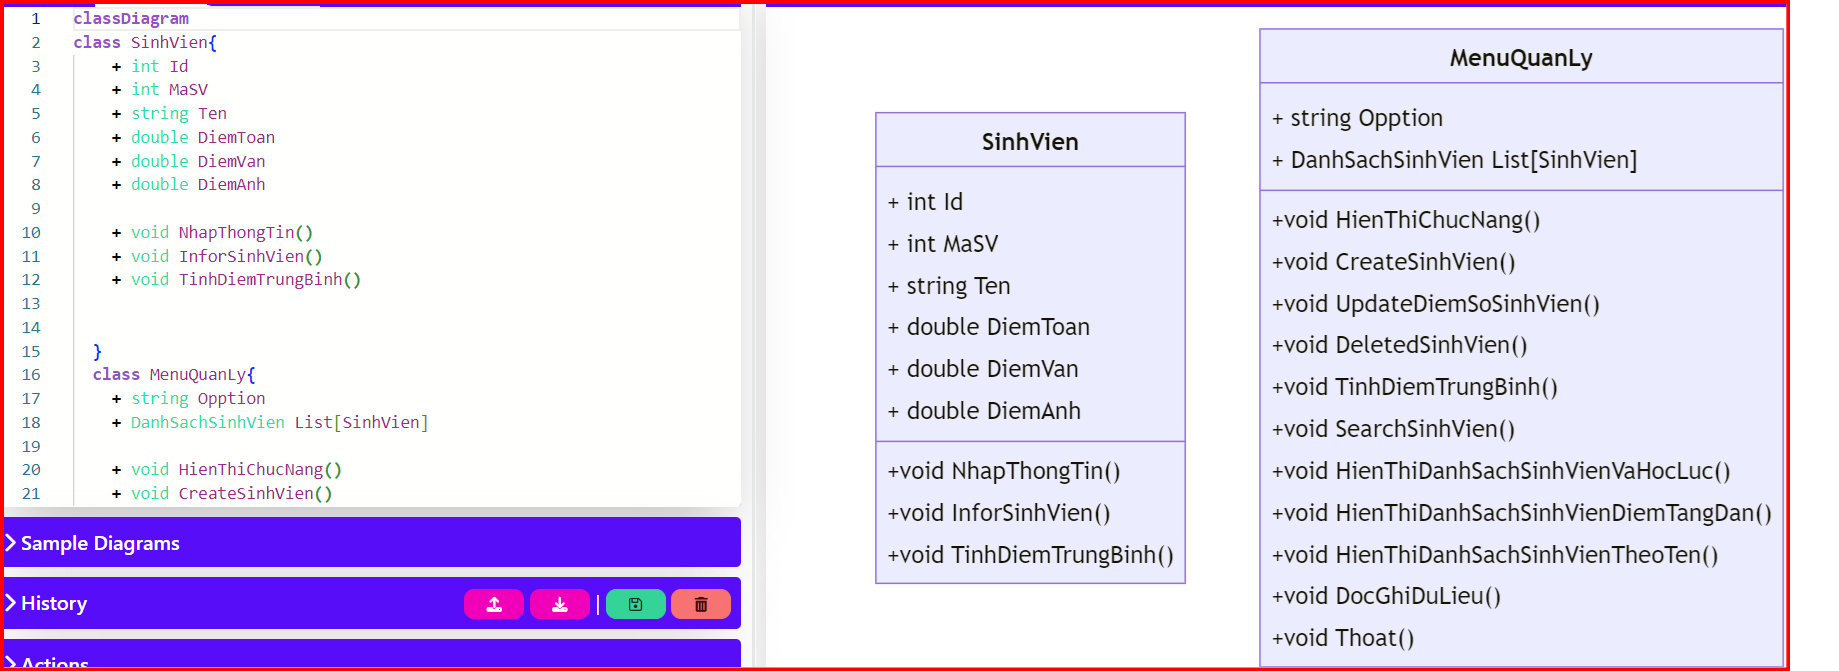 1 classDiagram
2 class SinhVien{
3 + int Id
4 + int MaSV
5 + string Ten
6 + double DiemToan
7 + double DiemVan
8 + double DiemAnh
9
10 + void NhapThongTin()
11 + void InforSinhVien()
12 + void TinhDiemTrungBinh()
13
14
15 }
16 class MenuQuanLy{
17 + string Opption
18 + DanhSachSinhVien List[SinhVien]
19
20 + void HienThiChucNang()
21 + void CreateSinhVien()
Sample Diagrams
History
Actions
SinhVien
+ int Id
+ int MaSV
+ string Ten
+ double DiemToan
+ double DiemVan
+ double DiemAnh
+void NhapThongTin()
+void InforSinhVien()
+void TinhDiemTrungBinh()
MenuQuanLy
+ string Opption
+ DanhSachSinhVien List[SinhVien]
+void HienThiChucNang()
+void CreateSinhVien()
+void UpdateDiemSoSinhVien()
+void DeletedSinhVien()
+void TinhDiemTrungBinh()
+void SearchSinhVien()
+void HienThiDanhSachSinhVienVaHocLuc()
+void HienThiDanhSachSinhVienDiemTangDan()
+void HienThiDanhSachSinhVienTheoTen()
+void DocGhiDuLieu()
+void Thoat()